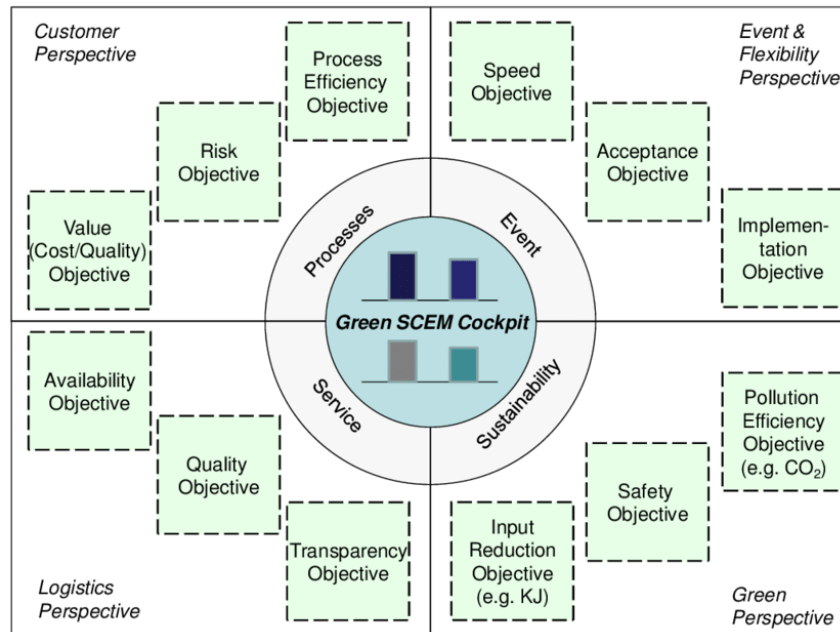 Customer
Perspective
Process
Efficiency
Objective
Risk
Objective
Value
(Cost/Quality)
Objective
Speed
Objective
Event &
Flexibility
Perspective
Acceptance
Objective
Implemen-
tation
Objective
Processes
Event
Green SCEM Cockpit
Service
Sustainability
Availability
Objective
Quality
Objective
Transparency
Objective
Logistics
Perspective
Pollution
Efficiency
Objective
(e.g. CO₂)
Safety
Objective
Input
Reduction
Objective
(e.g. KJ)
Green
Perspective